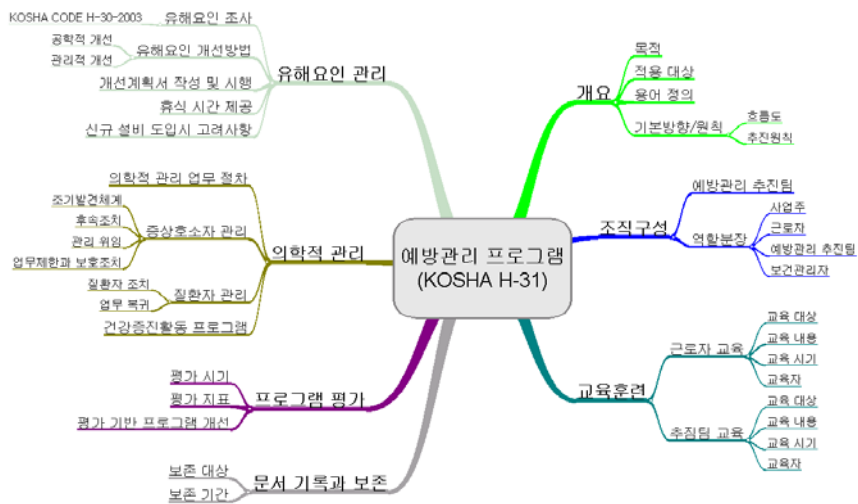 예방관리 프로그램
(KOSHA H-31)
개요
목적
적용 대상
용어 정의
기본방향/원칙
흐름도
추진원칙
조직구성
예방관리 추진팀
역할분장
사업주
근로자
예방관리 추진팀
보건관리자
교육훈련
근로자 교육
교육 대상
교육 내용
교육 시기
교육자
추짐팀 교육
교육 대상
교육 내용
교육 시기
교육자
유해요인 관리
유해요인 조사
KOSHA CODE H-30-2003
유해요인 개선방법
공학적 개선
관리적 개선
개선계획서 작성 및 시행
휴식 시간 제공
신규 설비 도입시 고려사항
의학적 관리
의학적 관리 업무 절차
증상호소자 관리
조기발견체계
후속조치
관리 위임
업무제한과 보호조치
질환자 관리
질환자 조치
업무 복귀
건강증진활동 프로그램
프로그램 평가
평가 시기
평가 지표
평가 기반 프로그램 개선
문서 기록과 보존
보존 대상
보존 기간